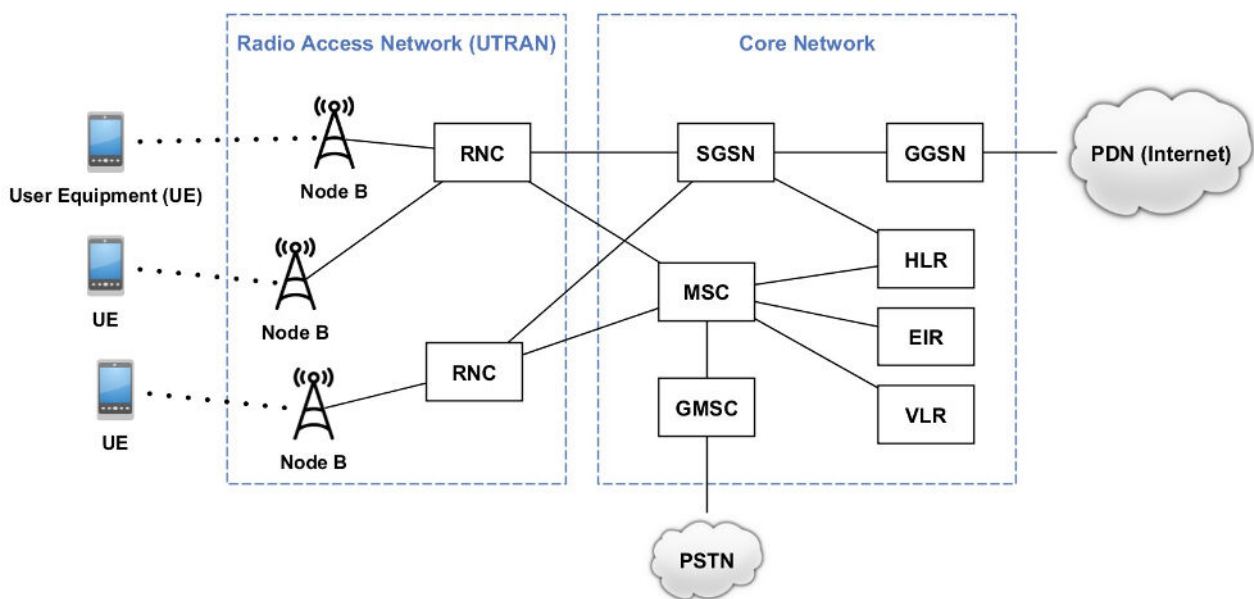 Radio Access Network (UTRAN)
Core Network
RNC
SGSN
GGSN
PDN (Internet)
User Equipment (UE)
Node B
HLR
MSC
UE
Node B
EIR
RNC
GMSC
VLR
UE
Node B
PSTN